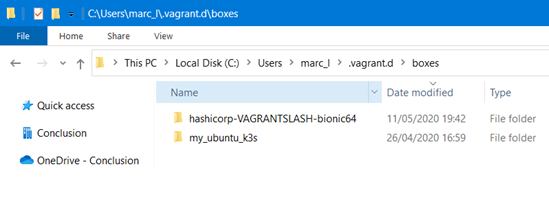 C:\Users\marc_l\.vagrant.d\boxes
File Home Share View
This PC > Local Disk (C:) > Users > marc_l > .vagrant.d > boxes
Name Date modified Type
Quick access
hashicorp-VAGRANTSLASH-bionic64 11/05/2020 19:42 File folder
Conclusion
my_ubuntu_k3s 26/04/2020 16:59 File folder
OneDrive - Conclusion